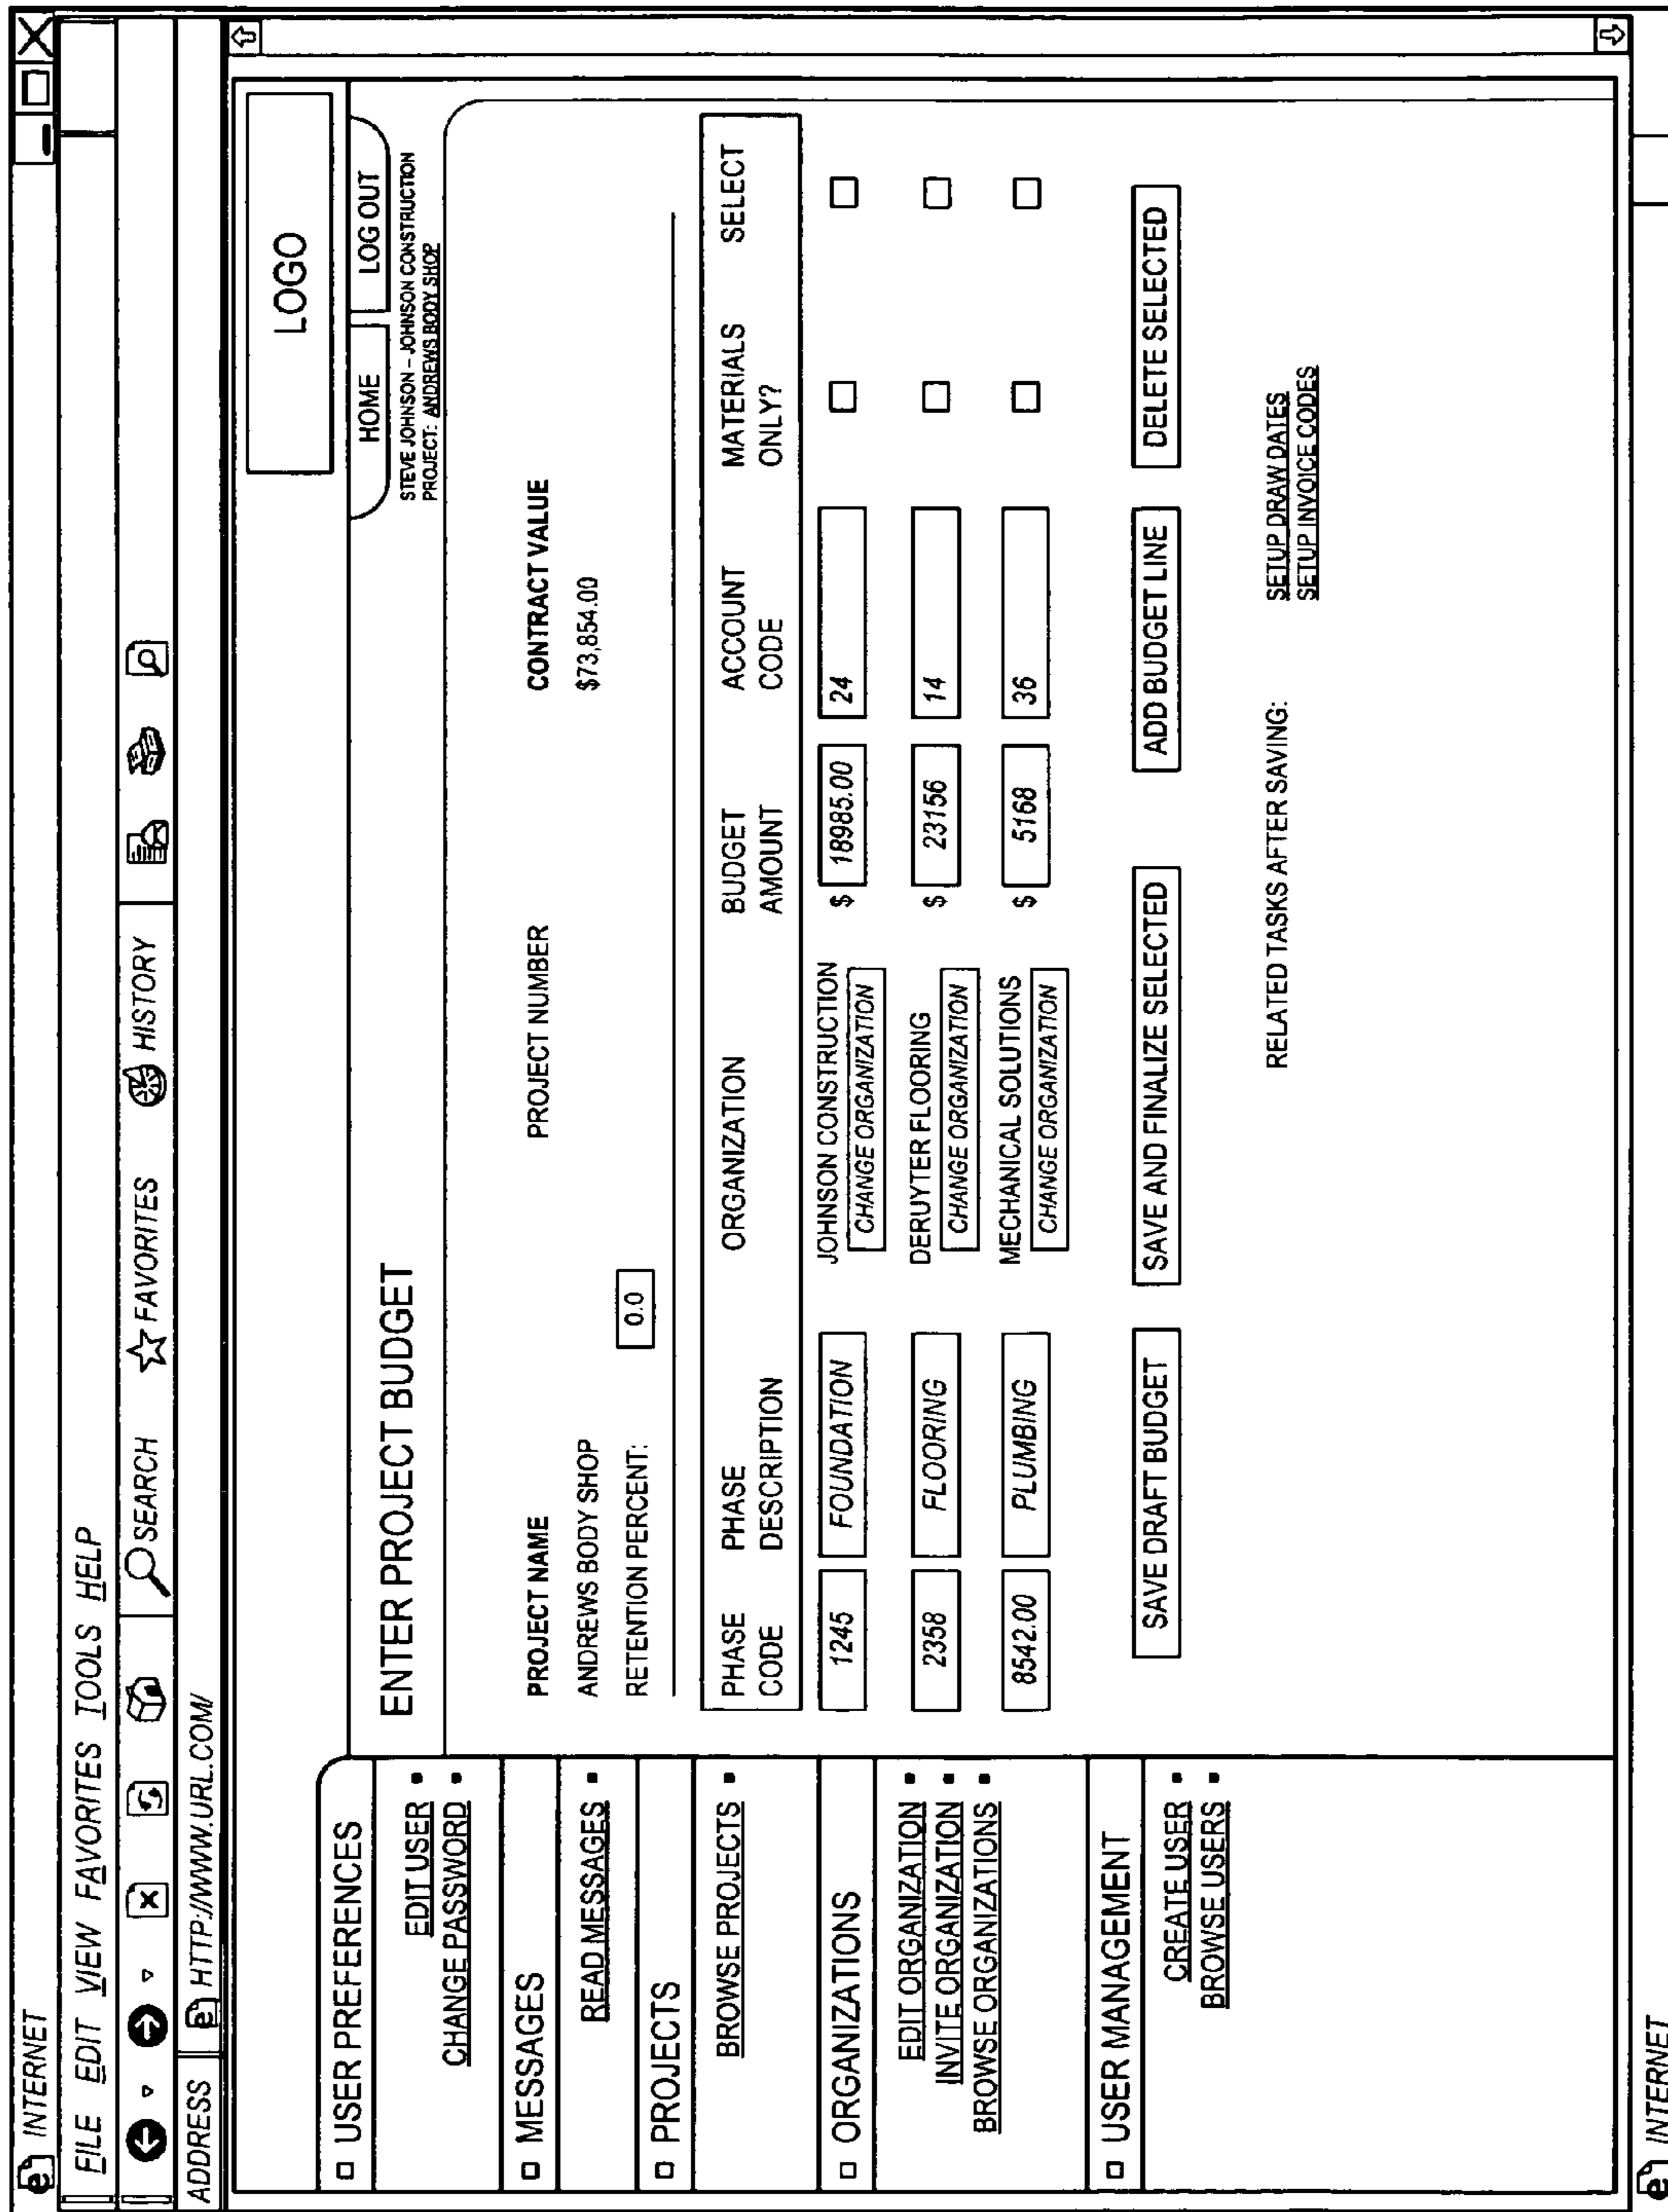 INTERNET
FILE EDIT VIEW FAVORITES TOOLS HELP
SEARCH FAVORITES HISTORY
ADDRESS HTTP://WWW.URL.COM/
LOGO
HOME LOG OUT
STEVE JOHNSON – JOHNSON CONSTRUCTION
PROJECT: ANDREWS BODY SHOP
USER PREFERENCES
EDIT USER
CHANGE PASSWORD
MESSAGES
READ MESSAGES
PROJECTS
BROWSE PROJECTS
ORGANIZATIONS
EDIT ORGANIZATION
INVITE ORGANIZATION
BROWSE ORGANIZATIONS
USER MANAGEMENT
CREATE USER
BROWSE USERS
ENTER PROJECT BUDGET
PROJECT NAME PROJECT NUMBER CONTRACT VALUE
ANDREWS BODY SHOP $73,854.00
RETENTION PERCENT: 0.0
PHASE PHASE ORGANIZATION BUDGET ACCOUNT MATERIALS SELECT
CODE DESCRIPTION AMOUNT CODE ONLY?
JOHNSON CONSTRUCTION
1245 FOUNDATION $ 18985.00 24
CHANGE ORGANIZATION
DERUYTER FLOORING
2358 FLOORING $ 23156 14
CHANGE ORGANIZATION
MECHANICAL SOLUTIONS
8542.00 PLUMBING $ 5168 36
CHANGE ORGANIZATION
SAVE DRAFT BUDGET SAVE AND FINALIZE SELECTED ADD BUDGET LINE DELETE SELECTED
RELATED TASKS AFTER SAVING: SETUP DRAW DATES
SETUP INVOICE CODES
INTERNET